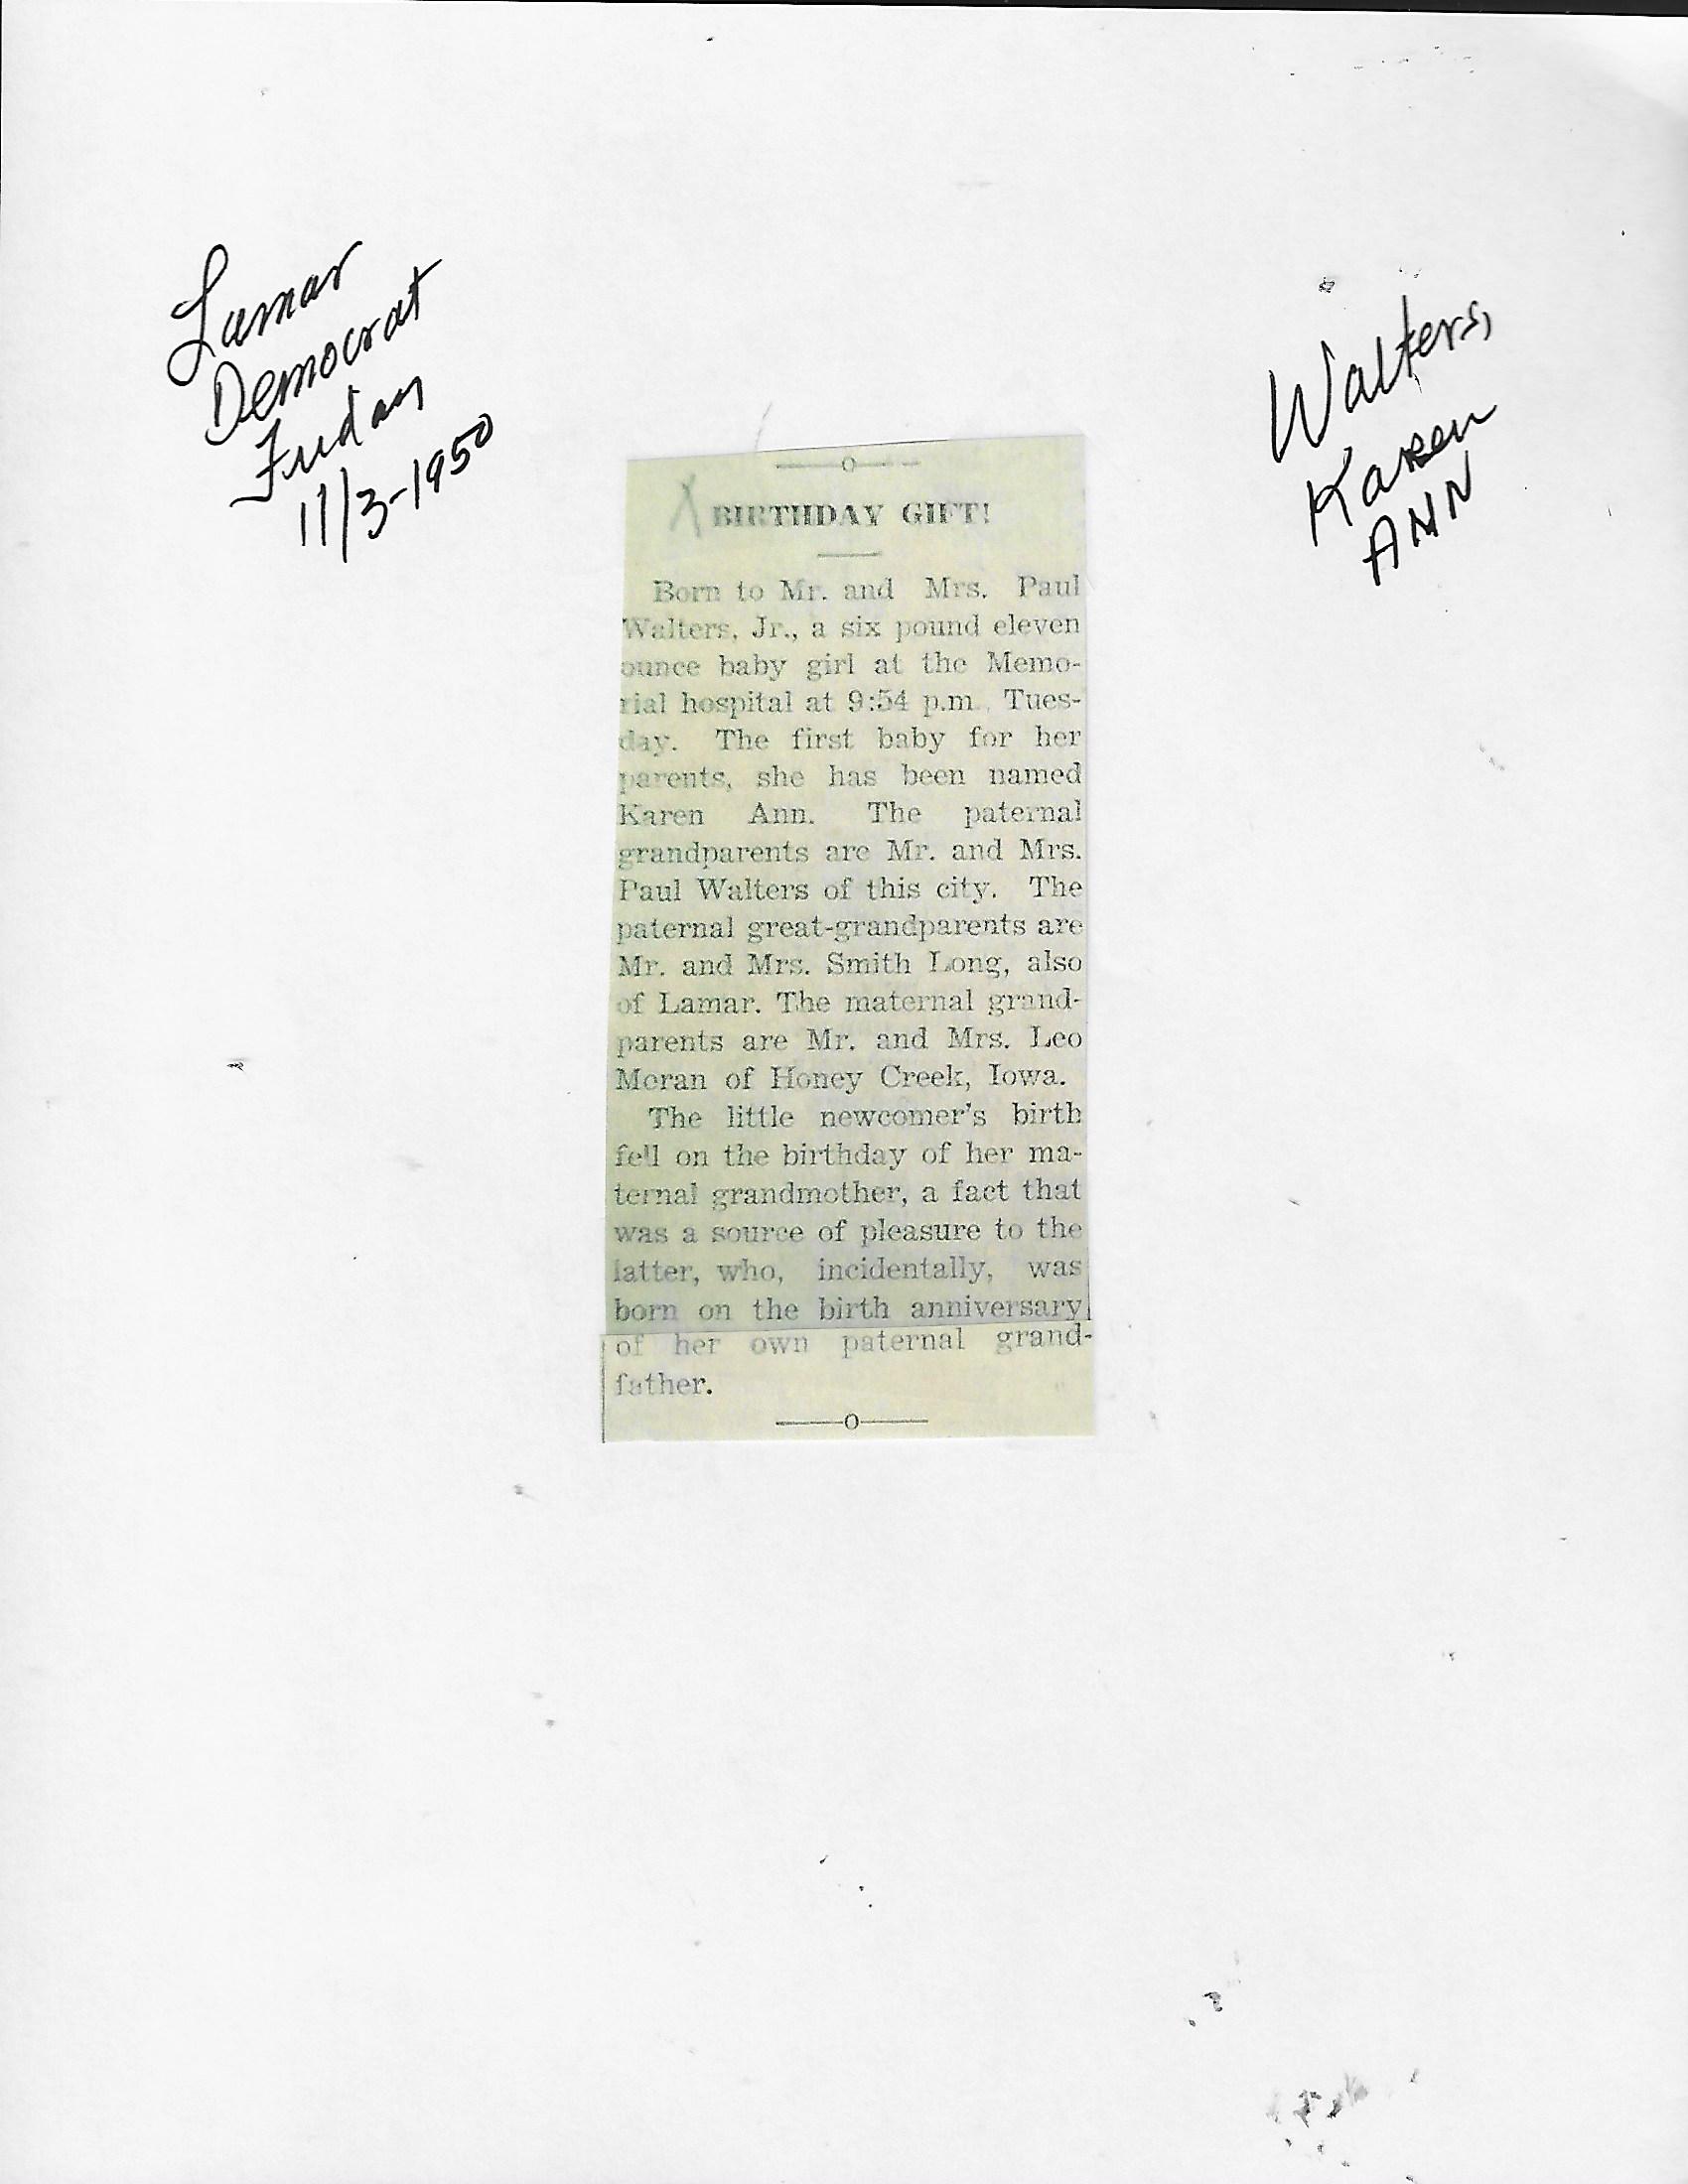 Lamar
Democrat
Friday
11/3-1950
Walters,
Karen
ANN
BIRTHDAY GIFT!
Born to Mr. and Mrs. Paul
Walters, Jr., a six pound eleven
ounce baby girl at the Memo-
rial hospital at 9:54 p.m. Tues-
day. The first baby for her
parents, she has been named
Karen Ann. The paternal
grandparents are Mr. and Mrs.
Paul Walters of this city. The
paternal great-grandparents are
Mr. and Mrs. Smith Long, also
of Lamar. The maternal grand-
parents are Mr. and Mrs. Leo
Moran of Honey Creek, Iowa.
The little newcomer's birth
fell on the birthday of her ma-
ternal grandmother, a fact that
was a source of pleasure to the
latter, who, incidentally, was
born on the birth anniversary
of her own paternal grand-
father.